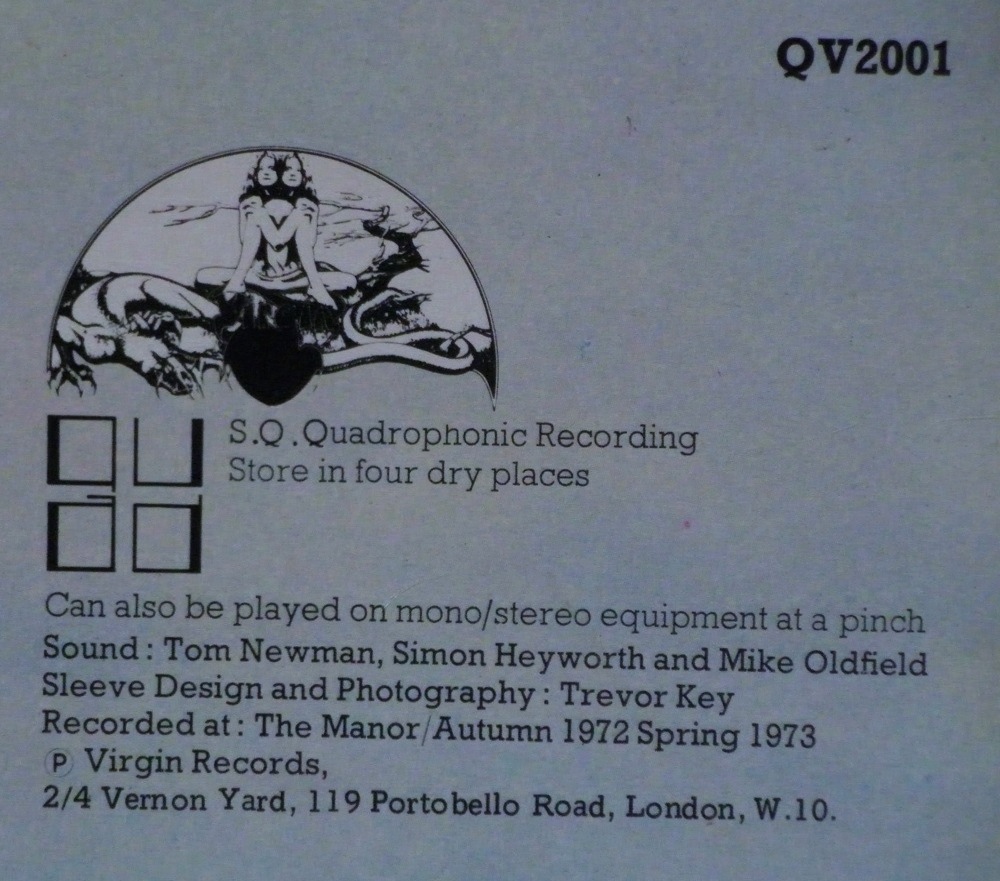 QV2001
QUAD
S.Q. Quadrophonic Recording
Store in four dry places
Can also be played on mono/stereo equipment at a pinch
Sound: Tom Newman, Simon Heyworth and Mike Oldfield
Sleeve Design and Photography: Trevor Key
Recorded at: The Manor/Autumn 1972 Spring 1973
Ⓟ Virgin Records,
2/4 Vernon Yard, 119 Portobello Road, London, W.10.